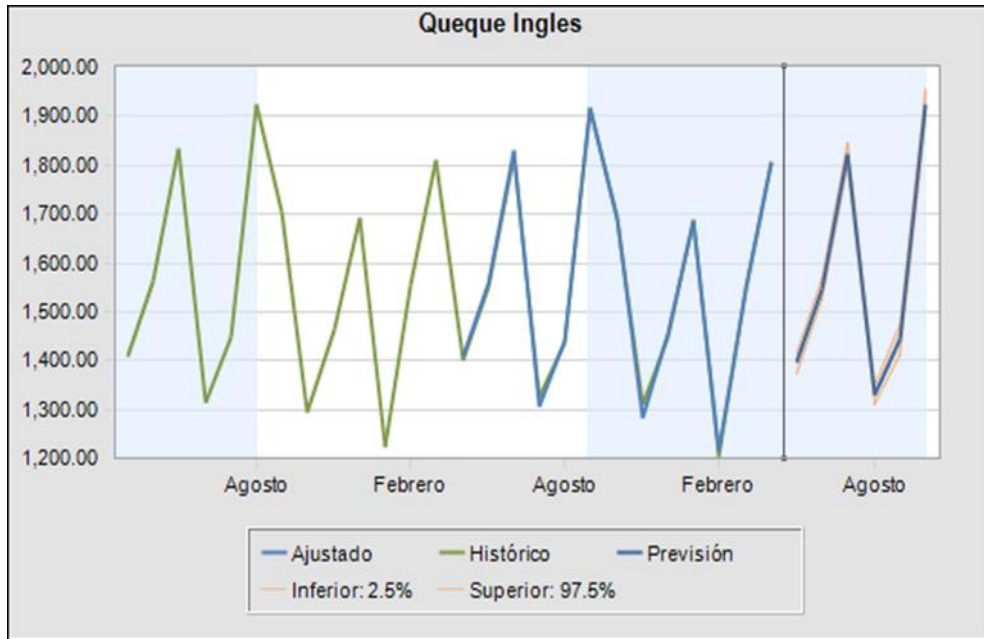 Queque Ingles
2,000.00
1,900.00
1,800.00
1,700.00
1,600.00
1,500.00
1,400.00
1,300.00
1,200.00
Agosto Febrero Agosto Febrero Agosto
Ajustado Histórico Previsión
Inferior: 2.5% Superior: 97.5%